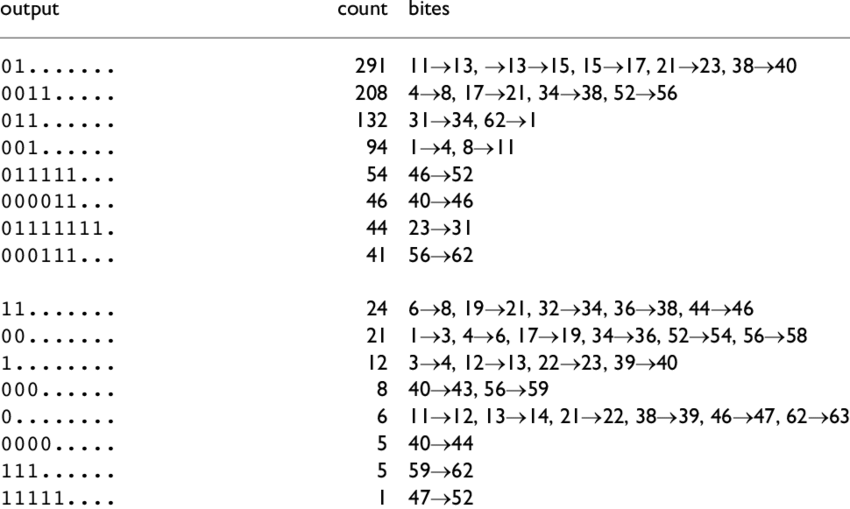 output count bites
01....... 291 11→13, →13→15, 15→17, 21→23, 38→40
0011..... 208 4→8, 17→21, 34→38, 52→56
011...... 132 31→34, 62→1
001...... 94 1→4, 8→11
011111... 54 46→52
000011... 46 40→46
01111111. 44 23→31
000111... 41 56→62
11....... 24 6→8, 19→21, 32→34, 36→38, 44→46
00....... 21 1→3, 4→6, 17→19, 34→36, 52→54, 56→58
1........ 12 3→4, 12→13, 22→23, 39→40
000...... 8 40→43, 56→59
0........ 6 11→12, 13→14, 21→22, 38→39, 46→47, 62→63
0000..... 5 40→44
111...... 5 59→62
11111.... 1 47→52